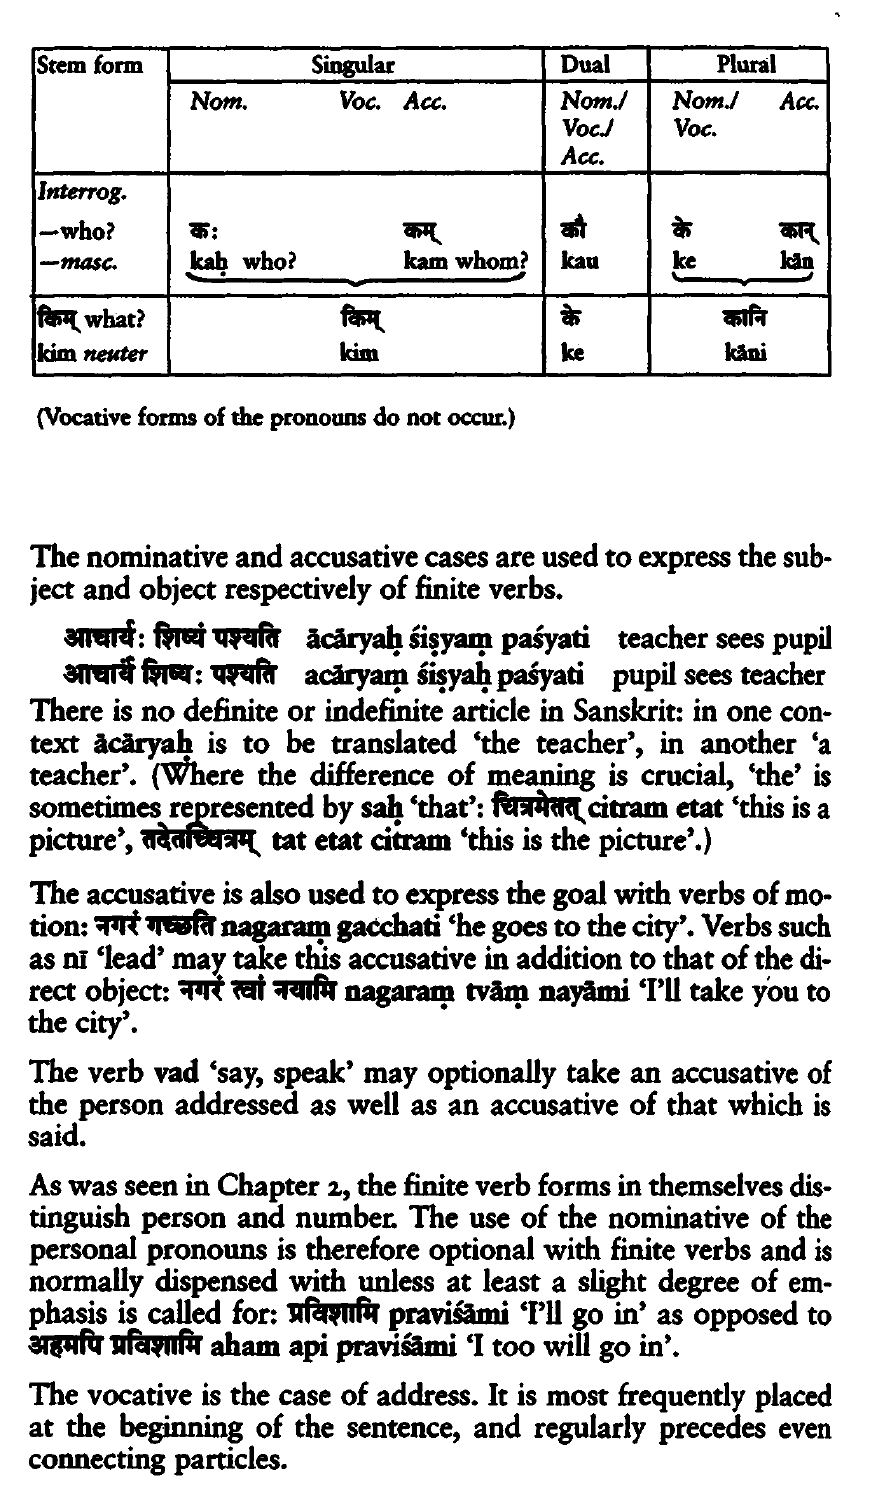 Stem form Singular Dual Plural
Nom. Voc. Acc. Nom./ Nom./ Acc.
Voc./ Voc.
Acc.
Interrog.
—who? कः कम् कौ के कान्
—masc. kaḥ who? kam whom? kau ke kān
किम् what? किम् के कानि
kim neuter kim ke kāni
(Vocative forms of the pronouns do not occur.)
The nominative and accusative cases are used to express the sub-
ject and object respectively of finite verbs.
आचार्यः शिष्यं पश्यति ācāryaḥ śiṣyaṃ paśyati teacher sees pupil
आचार्यं शिष्यः पश्यति acāryaṃ śiṣyaḥ paśyati pupil sees teacher
There is no definite or indefinite article in Sanskrit: in one con-
text ācāryaḥ is to be translated ‘the teacher’, in another ‘a
teacher’. (Where the difference of meaning is crucial, ‘the’ is
sometimes represented by saḥ ‘that’: चित्रमेतत् citram etat ‘this is a
picture’, तदेतच्चित्रम् tat etat citram ‘this is the picture’.)
The accusative is also used to express the goal with verbs of mo-
tion: नगरं गच्छति nagaraṃ gacchati ‘he goes to the city’. Verbs such
as nī ‘lead’ may take this accusative in addition to that of the di-
rect object: नगरं त्वां नयामि nagaraṃ tvāṃ nayāmi ‘I’ll take you to
the city’.
The verb vad ‘say, speak’ may optionally take an accusative of
the person addressed as well as an accusative of that which is
said.
As was seen in Chapter 2, the finite verb forms in themselves dis-
tinguish person and number. The use of the nominative of the
personal pronouns is therefore optional with finite verbs and is
normally dispensed with unless at least a slight degree of em-
phasis is called for: प्रविशामि praviśāmi ‘I’ll go in’ as opposed to
अहमपि प्रविशामि aham api praviśāmi ‘I too will go in’.
The vocative is the case of address. It is most frequently placed
at the beginning of the sentence, and regularly precedes even
connecting particles.